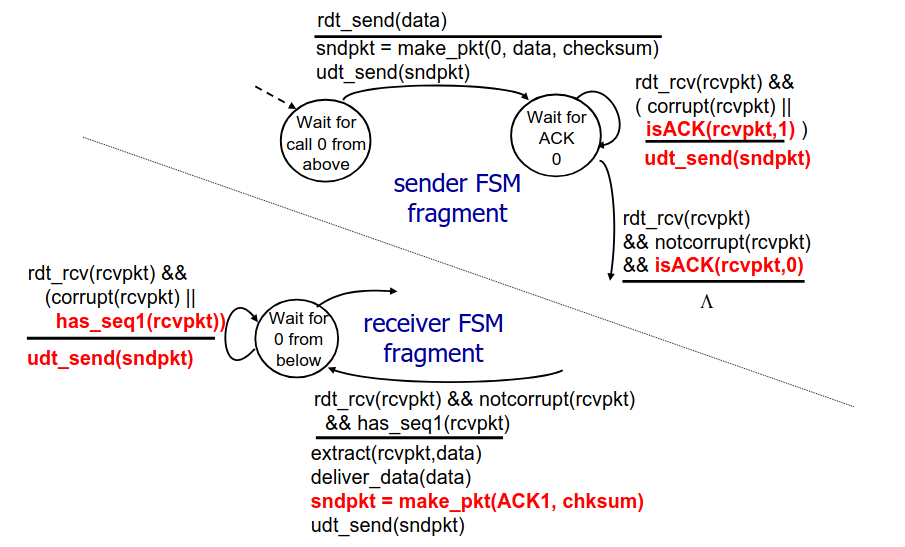 rdt_send(data)
sndpkt = make_pkt(0, data, checksum)
udt_send(sndpkt)
Wait for
call 0 from
above
Wait for
ACK
0
rdt_rcv(rcvpkt) &&
( corrupt(rcvpkt) ||
isACK(rcvpkt,1) )
udt_send(sndpkt)
sender FSM
fragment
rdt_rcv(rcvpkt)
&& notcorrupt(rcvpkt)
&& isACK(rcvpkt,0)
Λ
rdt_rcv(rcvpkt) &&
(corrupt(rcvpkt) ||
has_seq1(rcvpkt))
udt_send(sndpkt)
Wait for
0 from
below
receiver FSM
fragment
rdt_rcv(rcvpkt) && notcorrupt(rcvpkt)
&& has_seq1(rcvpkt)
extract(rcvpkt,data)
deliver_data(data)
sndpkt = make_pkt(ACK1, chksum)
udt_send(sndpkt)